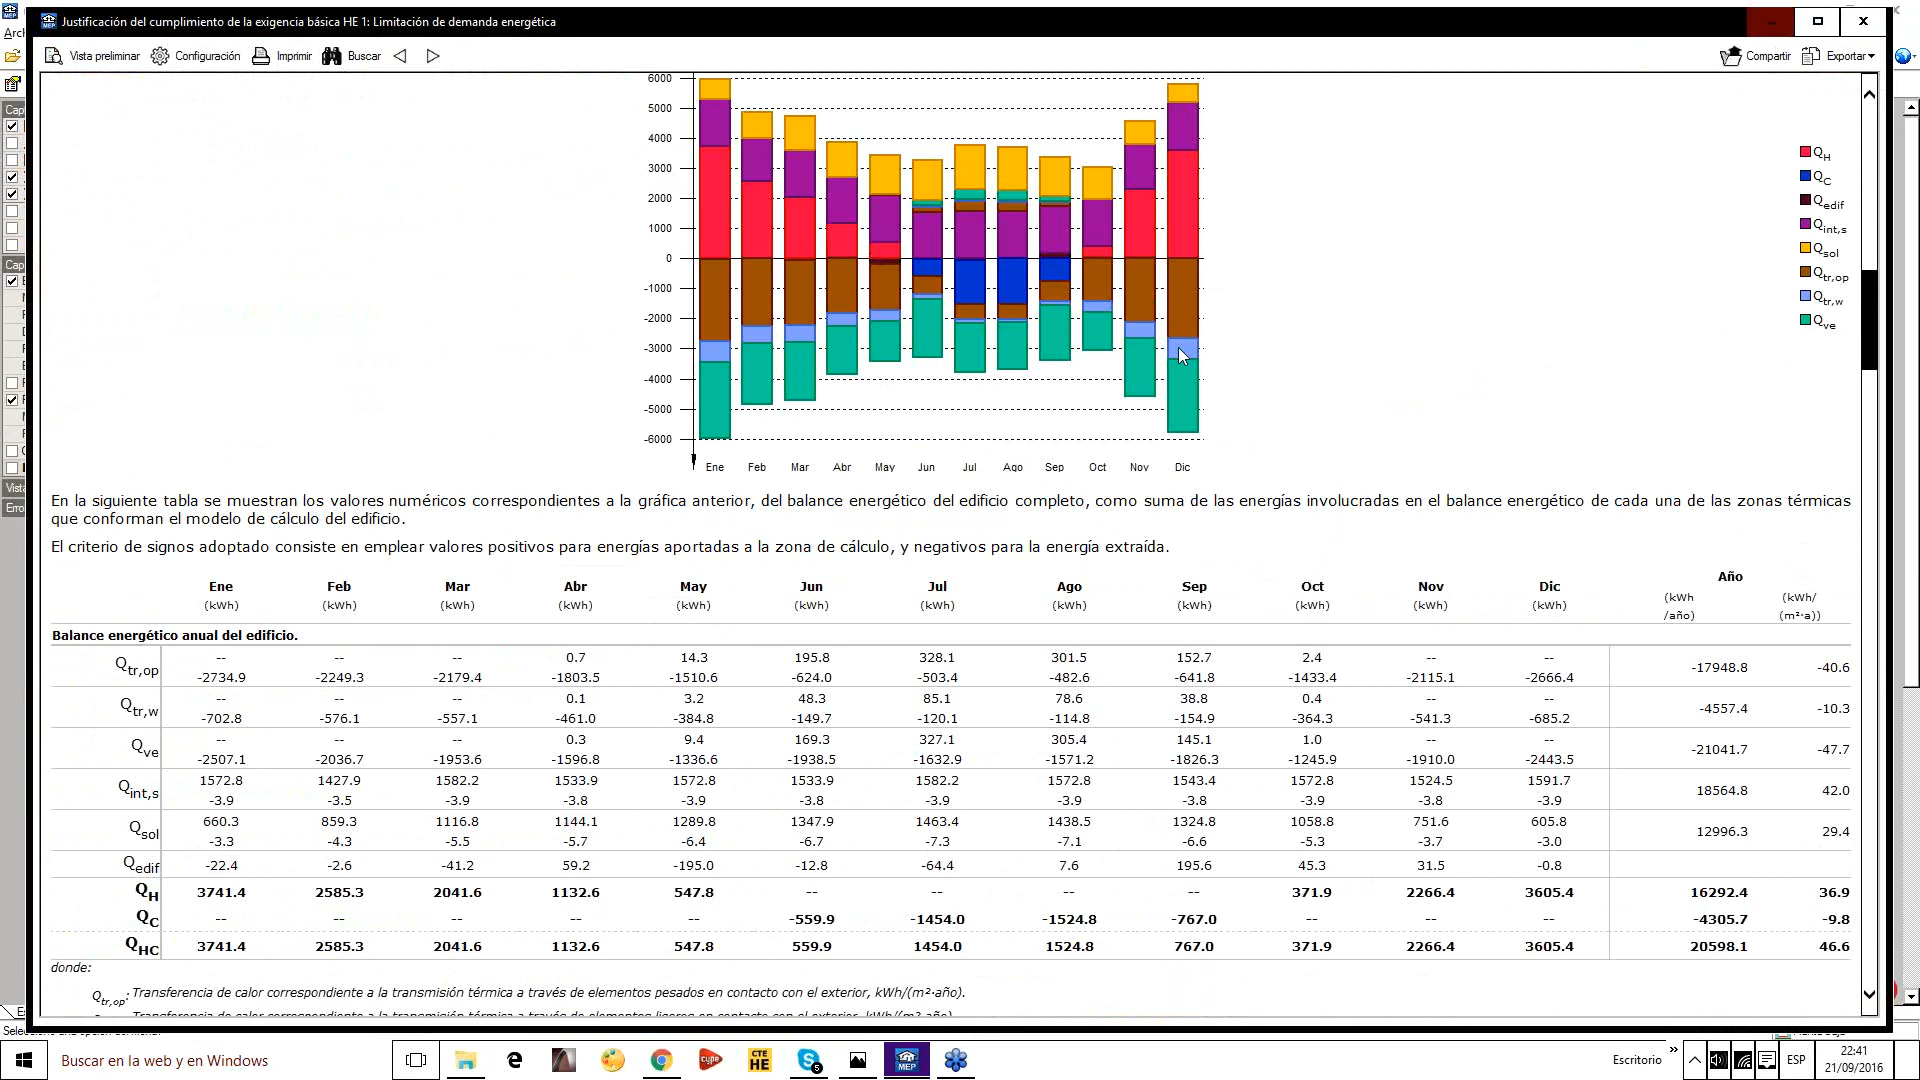 Justificación del cumplimiento de la exigencia básica HE 1: Limitación de demanda energética
Vista preliminar Configuración Imprimir Buscar Compartir Exportar
6000
5000
4000
3000
2000
1000
0
-1000
-2000
-3000
-4000
-5000
-6000
Ene Feb Mar Abr May Jun Jul Ago Sep Oct Nov Dic
QH
QC
Qedif
Qint,s
Qsol
Qtr,op
Qtr,w
Qve
En la siguiente tabla se muestran los valores numéricos correspondientes a la gráfica anterior, del balance energético del edificio completo, como suma de las energías involucradas en el balance energético de cada una de las zonas térmicas
que conforman el modelo de cálculo del edificio.
El criterio de signos adoptado consiste en emplear valores positivos para energías aportadas a la zona de cálculo, y negativos para la energía extraída.
Ene Feb Mar Abr May Jun Jul Ago Sep Oct Nov Dic Año
(kWh) (kWh) (kWh) (kWh) (kWh) (kWh) (kWh) (kWh) (kWh) (kWh) (kWh) (kWh) (kWh (kWh/
/año) (m²·a))
Balance energético anual del edificio.
-- -- -- 0.7 14.3 195.8 328.1 301.5 152.7 2.4 -- --
Qtr,op -17948.8 -40.6
-2734.9 -2249.3 -2179.4 -1803.5 -1510.6 -624.0 -503.4 -482.6 -641.8 -1433.4 -2115.1 -2666.4
-- -- -- 0.1 3.2 48.3 85.1 78.6 38.8 0.4 -- --
Qtr,w -4557.4 -10.3
-702.8 -576.1 -557.1 -461.0 -384.8 -149.7 -120.1 -114.8 -154.9 -364.3 -541.3 -685.2
-- -- -- 0.3 9.4 169.3 327.1 305.4 145.1 1.0 -- --
Qve -21041.7 -47.7
-2507.1 -2036.7 -1953.6 -1596.8 -1336.6 -1938.5 -1632.9 -1571.2 -1826.3 -1245.9 -1910.0 -2443.5
1572.8 1427.9 1582.2 1533.9 1572.8 1533.9 1582.2 1572.8 1543.4 1572.8 1524.5 1591.7
Qint,s 18564.8 42.0
-3.9 -3.5 -3.9 -3.8 -3.9 -3.8 -3.9 -3.9 -3.8 -3.9 -3.8 -3.9
660.3 859.3 1116.8 1144.1 1289.8 1347.9 1463.4 1438.5 1324.8 1058.8 751.6 605.8
Qsol 12996.3 29.4
-3.3 -4.3 -5.5 -5.7 -6.4 -6.7 -7.3 -7.1 -6.6 -5.3 -3.7 -3.0
Qedif -22.4 -2.6 -41.2 59.2 -195.0 -12.8 -64.4 7.6 195.6 45.3 31.5 -0.8
QH 3741.4 2585.3 2041.6 1132.6 547.8 -- -- -- -- 371.9 2266.4 3605.4 16292.4 36.9
QC -- -- -- -- -- -559.9 -1454.0 -1524.8 -767.0 -- -- -- -4305.7 -9.8
QHC 3741.4 2585.3 2041.6 1132.6 547.8 559.9 1454.0 1524.8 767.0 371.9 2266.4 3605.4 20598.1 46.6
donde:
Qtr,op: Transferencia de calor correspondiente a la transmisión térmica a través de elementos pesados en contacto con el exterior, kWh/(m²·año).
Transferencia de calor correspondiente a la transmisión térmica a través de elementos ligeros en contacto con el exterior, kWh/(m²·año).
Buscar en la web y en Windows
cype
CTE
HE
MEP
Escritorio
ESP
22:41
21/09/2016